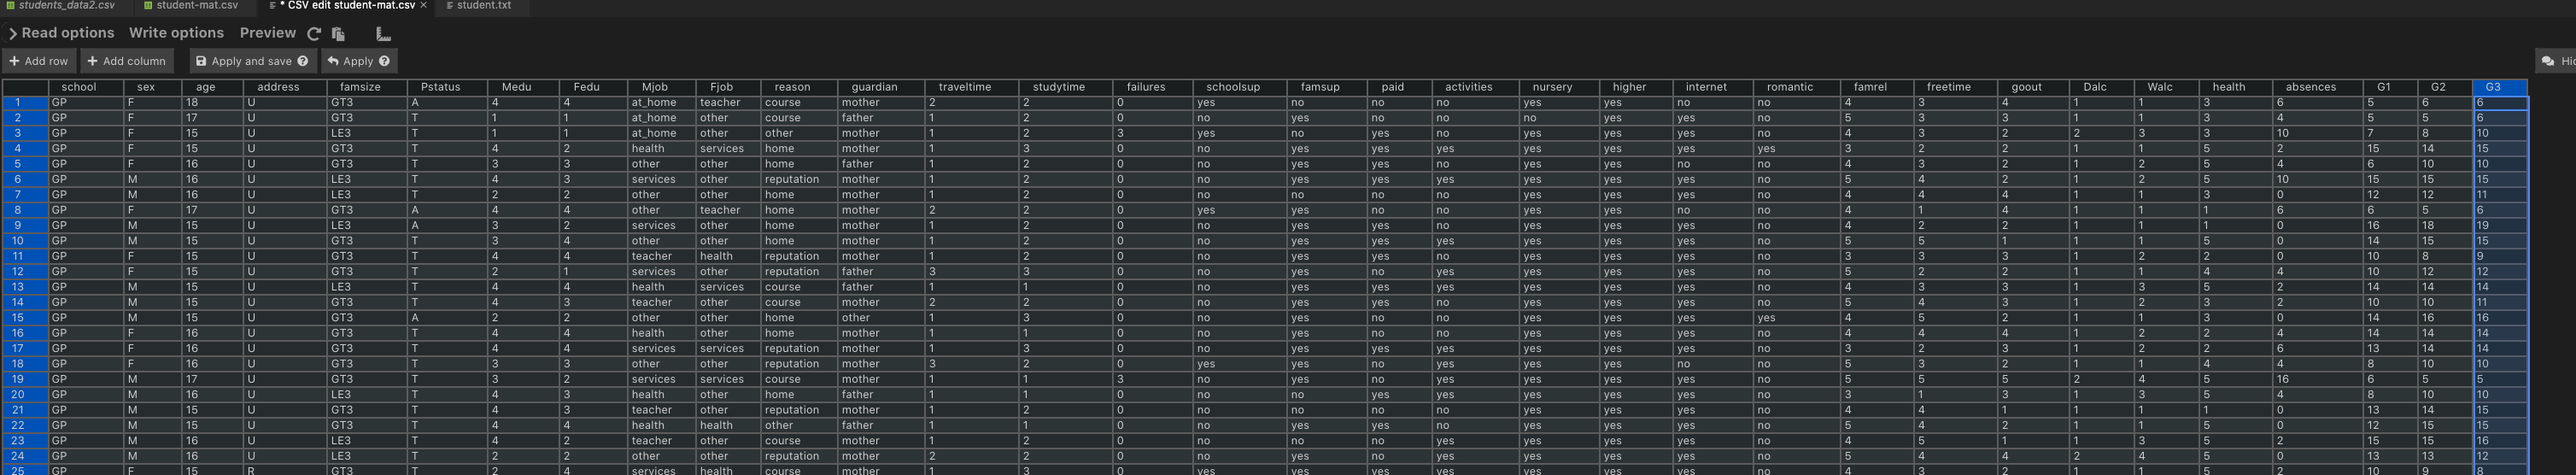 students_data2.csv student-mat.csv * CSV edit student-mat.csv × student.txt
Read options Write options Preview
+ Add row + Add column Apply and save ? Apply ? Hid
school sex age address famsize Pstatus Medu Fedu Mjob Fjob reason guardian traveltime studytime failures schoolsup famsup paid activities nursery higher internet romantic famrel freetime goout Dalc Walc health absences G1 G2 G3
1 GP F 18 U GT3 A 4 4 at_home teacher course mother 2 2 0 yes no no no yes yes no no 4 3 4 1 1 3 6 5 6 6
2 GP F 17 U GT3 T 1 1 at_home other course father 1 2 0 no yes no no no yes yes no 5 3 3 1 1 3 4 5 5 6
3 GP F 15 U LE3 T 1 1 at_home other other mother 1 2 3 yes no yes no yes yes yes no 4 3 2 2 3 3 10 7 8 10
4 GP F 15 U GT3 T 4 2 health services home mother 1 3 0 no yes yes yes yes yes yes yes 3 2 2 1 1 5 2 15 14 15
5 GP F 16 U GT3 T 3 3 other other home father 1 2 0 no yes yes no yes yes no no 4 3 2 1 2 5 4 6 10 10
6 GP M 16 U LE3 T 4 3 services other reputation mother 1 2 0 no yes yes yes yes yes yes no 5 4 2 1 2 5 10 15 15 15
7 GP M 16 U LE3 T 2 2 other other home mother 1 2 0 no no no no yes yes yes no 4 4 4 1 1 3 0 12 12 11
8 GP F 17 U GT3 A 4 4 other teacher home mother 2 2 0 yes yes no no yes yes no no 4 1 4 1 1 1 6 6 5 6
9 GP M 15 U LE3 A 3 2 services other home mother 1 2 0 no yes yes no yes yes yes no 4 2 2 1 1 1 0 16 18 19
10 GP M 15 U GT3 T 3 4 other other home mother 1 2 0 no yes yes yes yes yes yes no 5 5 1 1 1 5 0 14 15 15
11 GP F 15 U GT3 T 4 4 teacher health reputation mother 1 2 0 no yes yes no yes yes yes no 3 3 3 1 2 2 0 10 8 9
12 GP F 15 U GT3 T 2 1 services other reputation father 3 3 0 no yes no yes yes yes yes no 5 2 2 1 1 4 4 10 12 12
13 GP M 15 U LE3 T 4 4 health services course father 1 1 0 no yes yes yes yes yes yes no 4 3 3 1 3 5 2 14 14 14
14 GP M 15 U GT3 T 4 3 teacher other course mother 2 2 0 no yes yes no yes yes yes no 5 4 3 1 2 3 2 10 10 11
15 GP M 15 U GT3 A 2 2 other other home other 1 3 0 no yes no no yes yes yes yes 4 5 2 1 1 3 0 14 16 16
16 GP F 16 U GT3 T 4 4 health other home mother 1 1 0 no yes no no yes yes yes no 4 4 4 1 2 2 4 14 14 14
17 GP F 16 U GT3 T 4 4 services services reputation mother 1 3 0 no yes yes yes yes yes yes no 3 2 3 1 2 2 6 13 14 14
18 GP F 16 U GT3 T 3 3 other other reputation mother 3 2 0 yes yes no yes yes yes no no 5 3 2 1 1 4 4 8 10 10
19 GP M 17 U GT3 T 3 2 services services course mother 1 1 3 no yes no yes yes yes yes no 5 5 5 2 4 5 16 6 5 5
20 GP M 16 U LE3 T 4 3 health other home father 1 1 0 no no yes yes yes yes yes no 3 1 3 1 3 5 4 8 10 10
21 GP M 15 U GT3 T 4 3 teacher other reputation mother 1 2 0 no no no no yes yes yes no 4 4 1 1 1 1 0 13 14 15
22 GP M 15 U GT3 T 4 4 health health other father 1 1 0 no yes yes no yes yes yes no 5 4 2 1 1 5 0 12 15 15
23 GP M 16 U LE3 T 4 2 teacher other course mother 1 2 0 no no no yes yes yes yes no 4 5 1 1 3 5 2 15 15 16
24 GP M 16 U LE3 T 2 2 other other reputation mother 2 2 0 no yes no yes yes yes yes no 5 4 4 2 4 5 0 13 13 12
25 GP F 15 R GT3 T 2 4 services health course mother 1 3 0 yes yes yes yes yes yes yes no 4 3 2 1 1 5 2 10 9 8